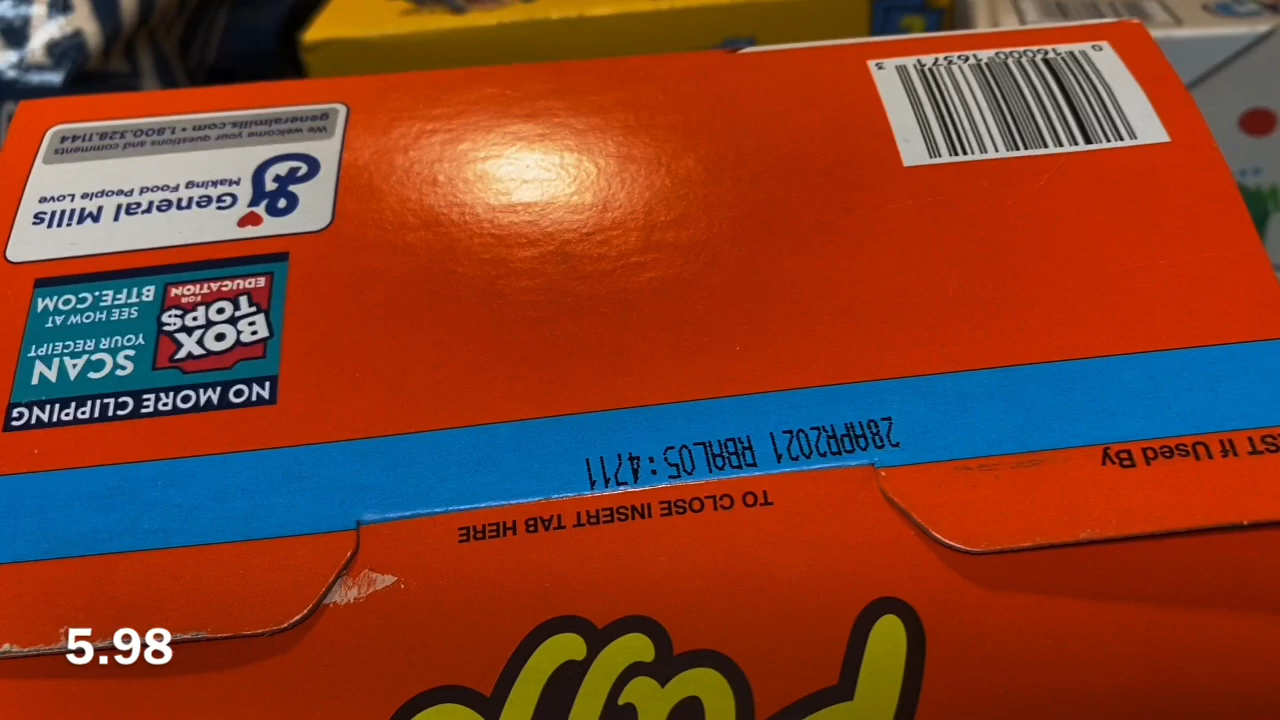 ST If Used By
TO CLOSE INSERT TAB HERE
28APR2021 RBAL05:4711
NO MORE CLIPPING
BOX
TOP$
FOR
EDUCATION
SCAN
YOUR RECEIPT
SEE HOW AT
BTFE.COM
General Mills
Making Food People Love
We welcome your questions and comments
generalmills.com • 1.800.328.1144
0 16000 16371 3
5.98